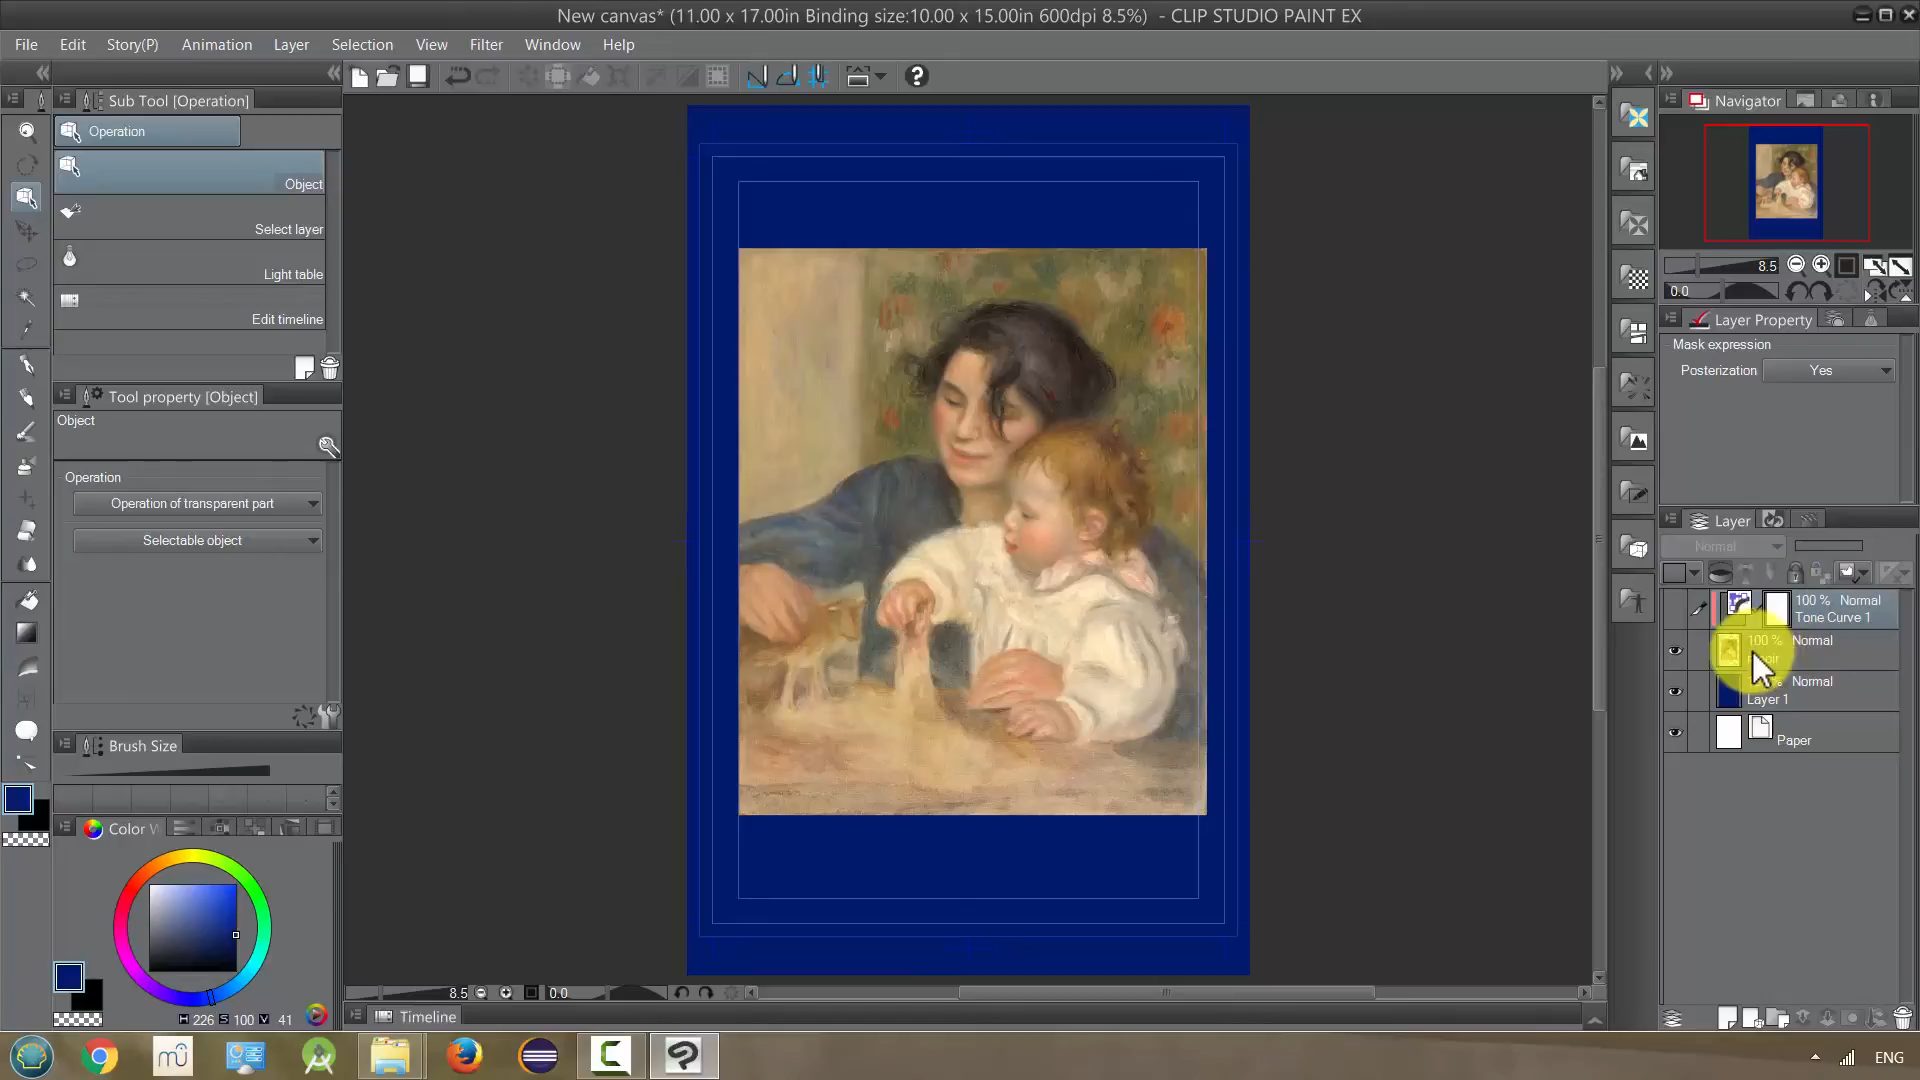 New canvas* (11.00 x 17.00in Binding size:10.00 x 15.00in 600dpi 8.5%) - CLIP STUDIO PAINT EX
File Edit Story(P) Animation Layer Selection View Filter Window Help
Sub Tool [Operation]
Operation
Object
Select layer
Light table
Edit timeline
Tool property [Object]
Object
Operation
Operation of transparent part
Selectable object
Brush Size
Color
H 226 S 100 V 41
8.5
0.0
Timeline
Navigator
8.5
0.0
Layer Property
Mask expression
Posterization Yes
Layer
Normal
100 % Normal
Tone Curve 1
100 % Normal
Normal
Layer 1
Paper
ENG